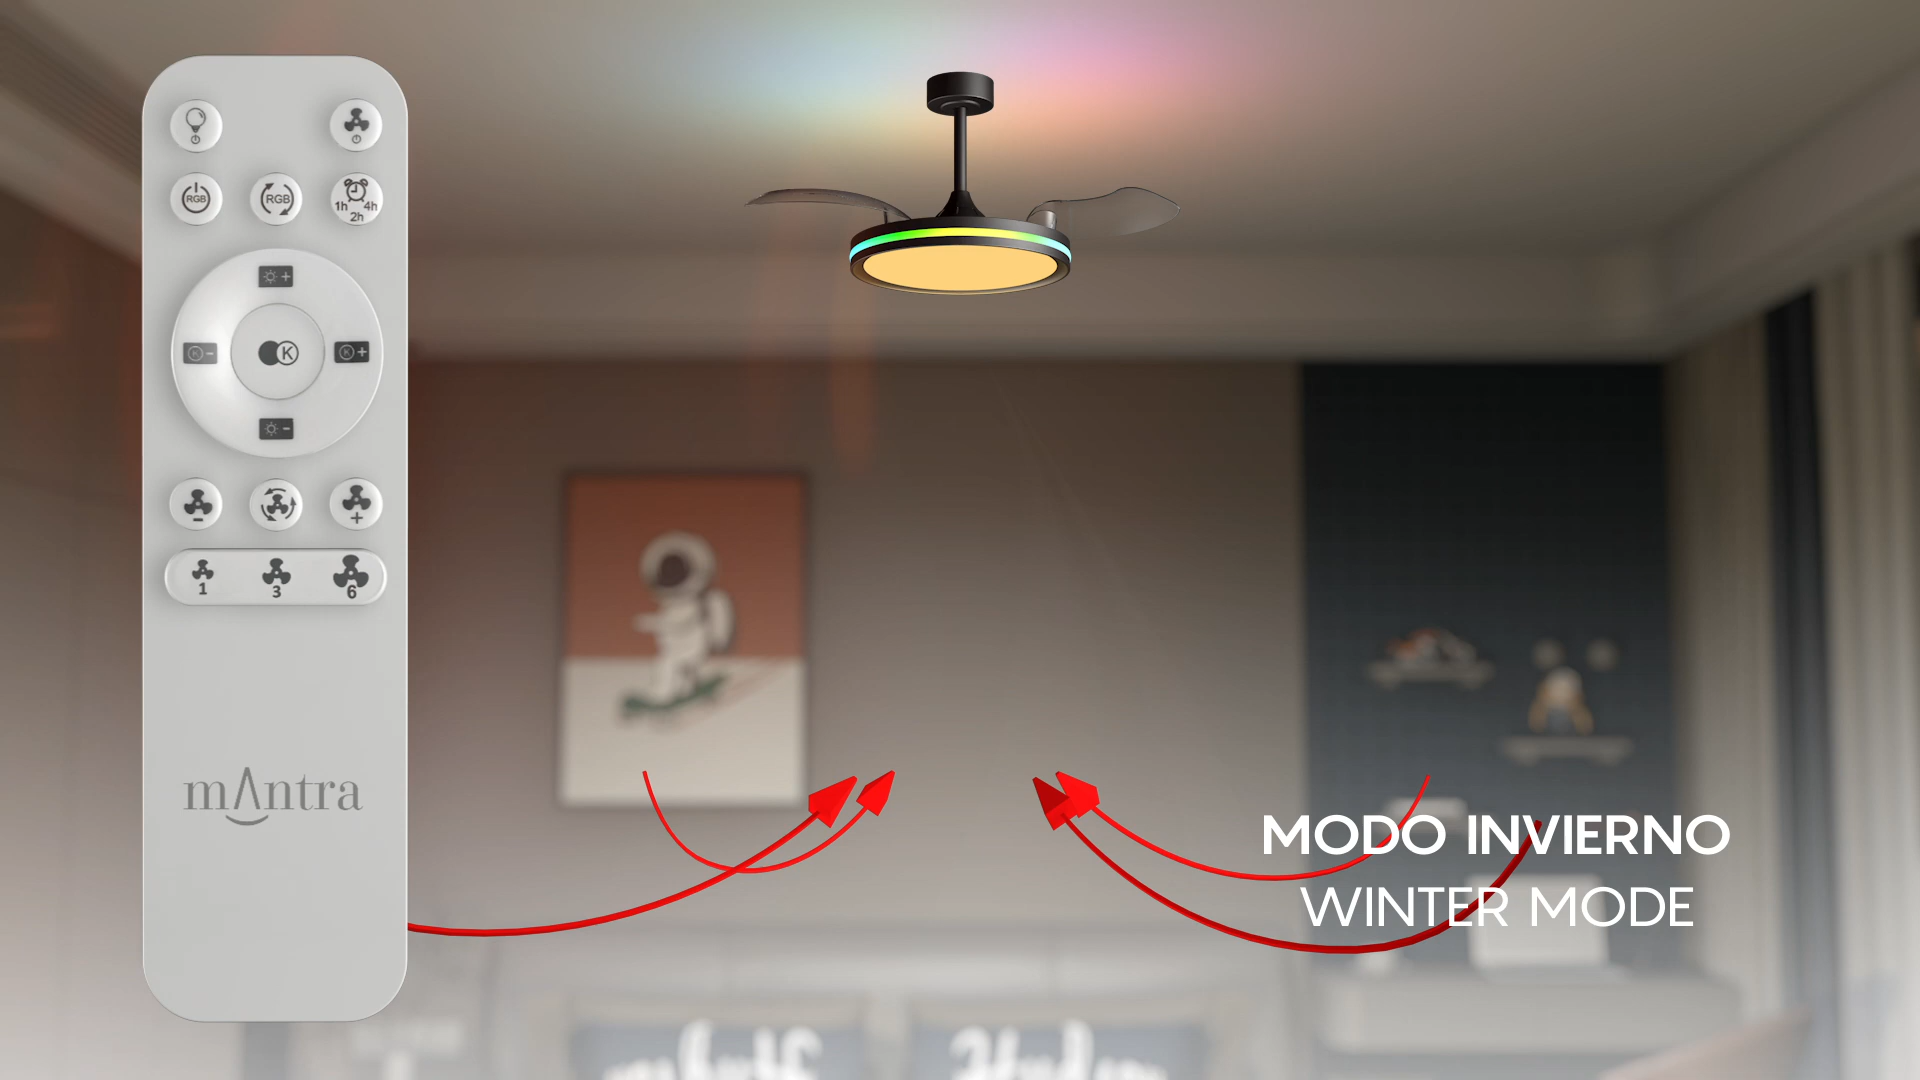 RGB
RGB
1h 4h
2h
+
K - K K +
-
- +
1 3 6
mantra
MODO INVIERNO
WINTER MODE